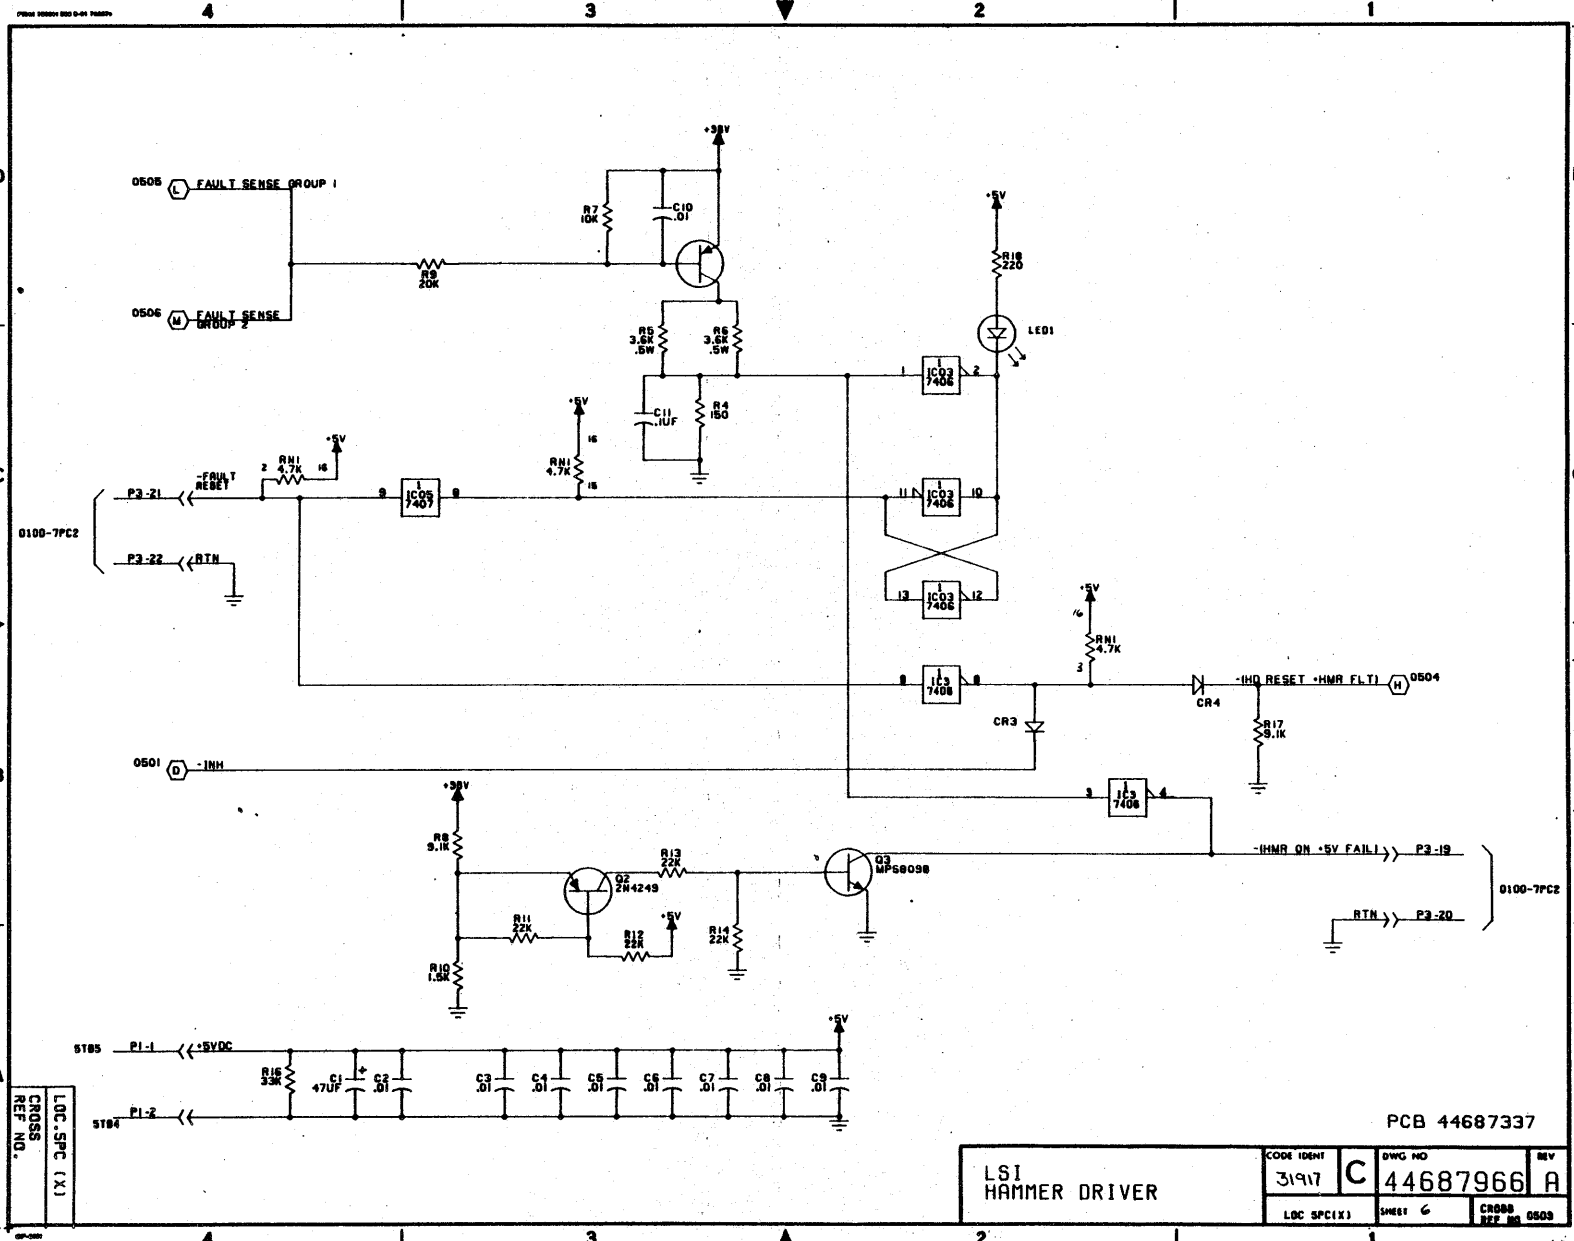 4 3 2 1
+38V
0505 L FAULT SENSE GROUP 1
R7
10K
C10
.01
+5V
R18
220
R9
20K
0506 M FAULT SENSE
GROUP 2
LED1
R5
3.6K
.5W
R6
3.6K
.5W
1
1 IC03 2
7406
C11
.1UF
R4
150
+5V
16
RN1
4.7K
15
+5V
2 RN1 16
4.7K
-FAULT
RESET
P3-21
1
9 IC05 8
7407
1
11 IC03 10
7406
0100-7PC2
P3-22 RTN
1
13 IC03 12
7406
+5V
16
RN1
4.7K
3
1
9 IC3 8
7406
-(HD RESET +HMR FLT) H 0504
CR4
CR3
R17
9.1K
0501 D -INH
+38V
1
3 IC3 4
7406
R8
9.1K
R13
22K
Q3
MPS8098
-(HMR ON +5V FAIL) P3-19
Q2
2N4249
0100-7PC2
RTN P3-20
R11
22K
+5V
R12
22K
R14
22K
R10
1.5K
+5V
5TB5 P1-1 +5VDC
R16
33K
C1
47UF
+
C2
.01
C3
.01
C4
.01
C5
.01
C6
.01
C7
.01
C8
.01
C9
.01
5TB4 P1-2
LOC.SPC (X)
CROSS
REF NO.
PCB 44687337
LSI
HAMMER DRIVER
CODE IDENT
31917
C
DWG NO
44687966
REV
A
LOC SPC(X)
SHEET 6
CROSS
REF NO 0503
4 3 2 1